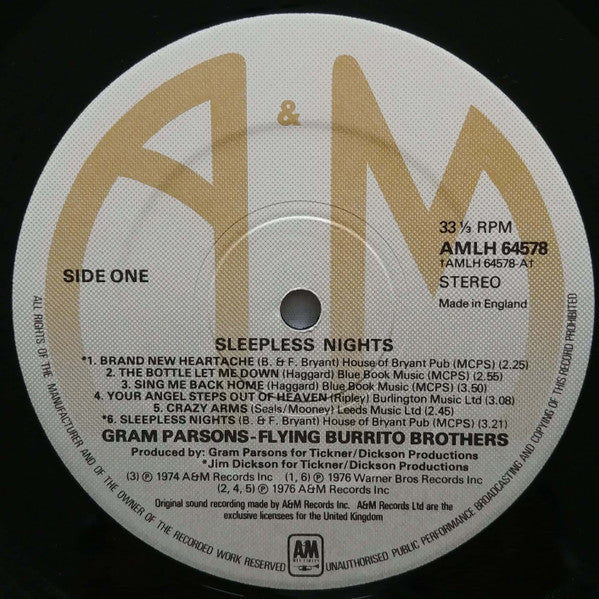 A & M
33 ⅓ RPM
AMLH 64578
†AMLH 64578-A†
SIDE ONE
STEREO
Made in England
SLEEPLESS NIGHTS
*1. BRAND NEW HEARTACHE (B. & F. Bryant) House of Bryant Pub (MCPS) (2.25)
2. THE BOTTLE LET ME DOWN (Haggard) Blue Book Music (MCPS) (2.55)
3. SING ME BACK HOME (Haggard) Blue Book Music (MCPS) (3.50)
4. YOUR ANGEL STEPS OUT OF HEAVEN (Ripley) Burlington Music Ltd (3.08)
5. CRAZY ARMS (Seals/Mooney) Leeds Music Ltd (2.45)
*6. SLEEPLESS NIGHTS (B. & F. Bryant) House of Bryant Pub (MCPS) (3.21)
GRAM PARSONS-FLYING BURRITO BROTHERS
Produced by: Gram Parsons for Tickner/Dickson Productions
*Jim Dickson for Tickner/Dickson Productions
(3) ℗ 1974 A&M Records Inc (1, 6) ℗ 1976 Warner Bros Records Inc
(2, 4, 5) ℗ 1976 A&M Records Inc
Original sound recording made by A&M Records Inc. A&M Records Ltd are the
exclusive licensees for the United Kingdom
AM
RECORDS
ALL RIGHTS OF THE MANUFACTURER AND OF THE OWNER OF THE RECORDED WORK RESERVED
UNAUTHORISED PUBLIC PERFORMANCE BROADCASTING AND COPYING OF THIS RECORD PROHIBITED